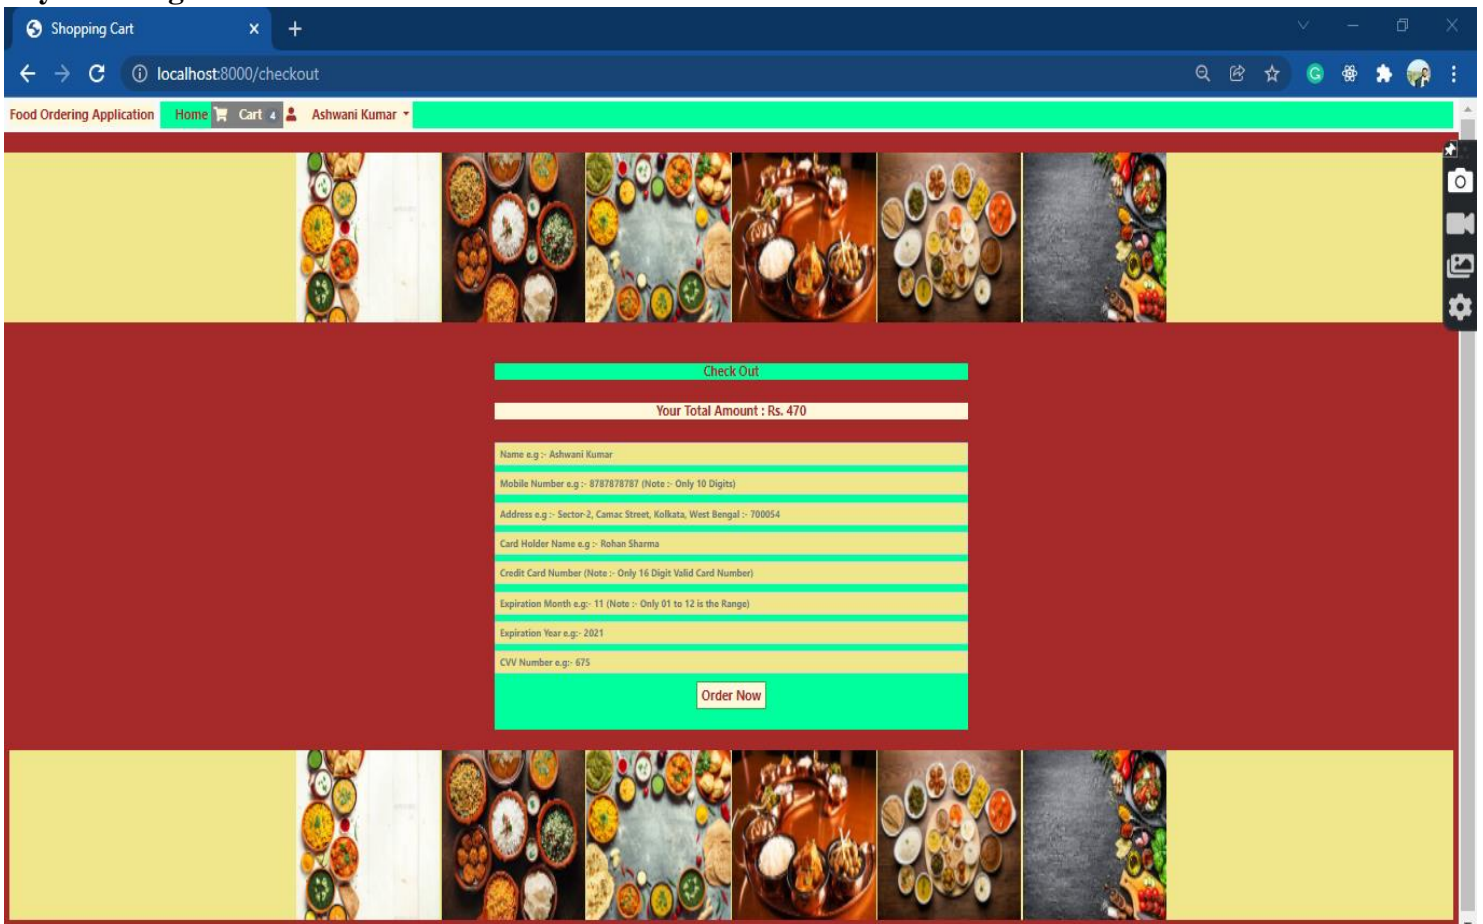 Shopping Cart
localhost:8000/checkout
Food Ordering Application Home Cart 4 Ashwani Kumar
Check Out
Your Total Amount : Rs. 470
Name e.g :- Ashwani Kumar
Mobile Number e.g :- 8787878787 (Note :- Only 10 Digits)
Address e.g :- Sector-2, Camac Street, Kolkata, West Bengal :- 700054
Card Holder Name e.g :- Rohan Sharma
Credit Card Number (Note :- Only 16 Digit Valid Card Number)
Expiration Month e.g:- 11 (Note :- Only 01 to 12 is the Range)
Expiration Year e.g:- 2021
CVV Number e.g:- 675
Order Now